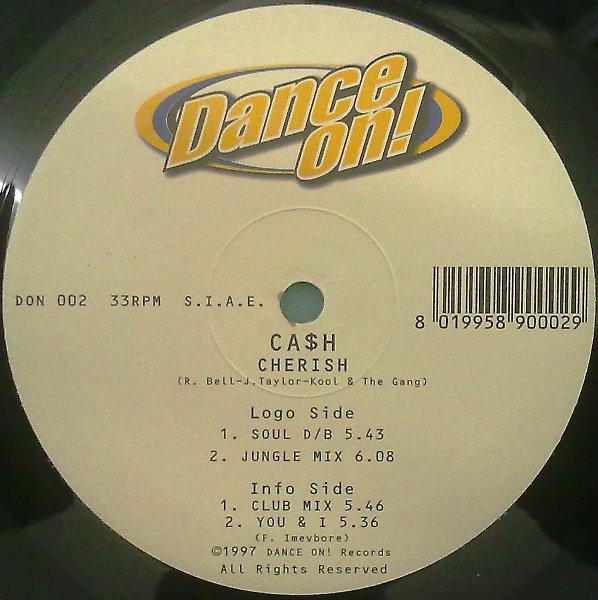 Dance
on!
DON 002 33RPM S.I.A.E.
8 019958 900029
CA$H
CHERISH
(R. Bell-J.Taylor-Kool & The Gang)
Logo Side
1. SOUL D/B 5.43
2. JUNGLE MIX 6.08
Info Side
1. CLUB MIX 5.46
2. YOU & I 5.36
(F. Imevbore)
©1997 DANCE ON! Records
All Rights Reserved